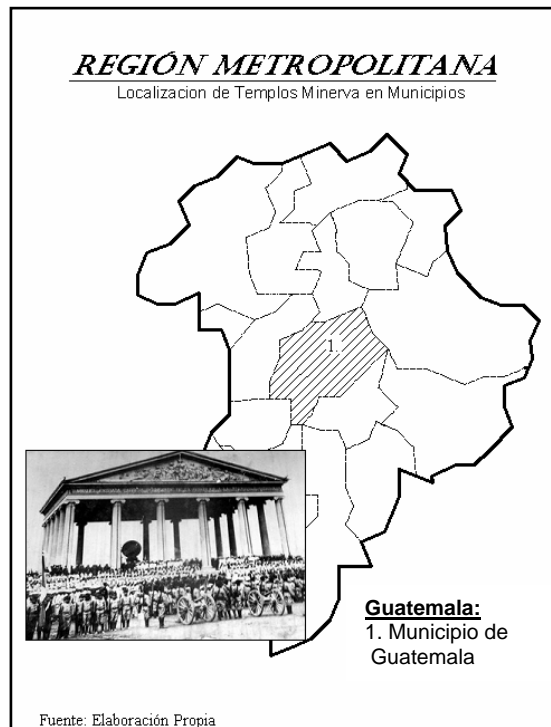 REGIÓN METROPOLITANA
Localizacion de Templos Minerva en Municipios
1.
Guatemala:
1. Municipio de
Guatemala
Fuente: Elaboración Propia